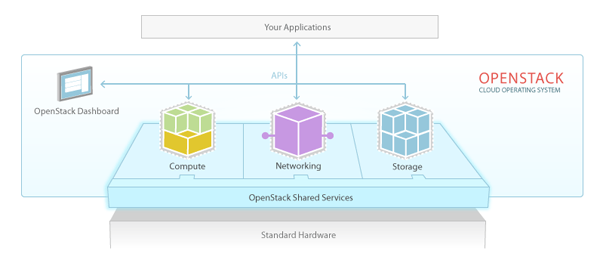 Your Applications
APIs
OPENSTACK
CLOUD OPERATING SYSTEM
OpenStack Dashboard
Compute
Networking
Storage
OpenStack Shared Services
Standard Hardware